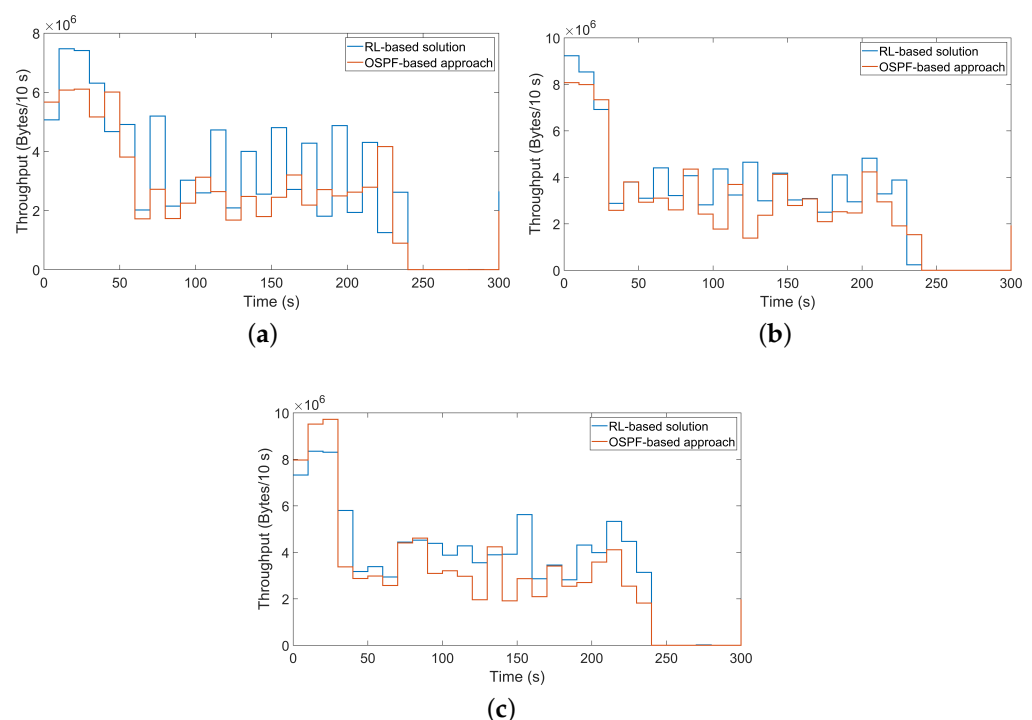 ×10^6
8
6
4
2
0
Throughput (Bytes/10 s)
RL-based solution
OSPF-based approach
0 50 100 150 200 250 300
Time (s)
(a)
×10^6
10
8
6
4
2
0
Throughput (Bytes/10 s)
RL-based solution
OSPF-based approach
0 50 100 150 200 250 300
Time (s)
(b)
×10^6
10
8
6
4
2
0
Throughput (Bytes/10 s)
RL-based solution
OSPF-based approach
0 50 100 150 200 250 300
Time (s)
(c)